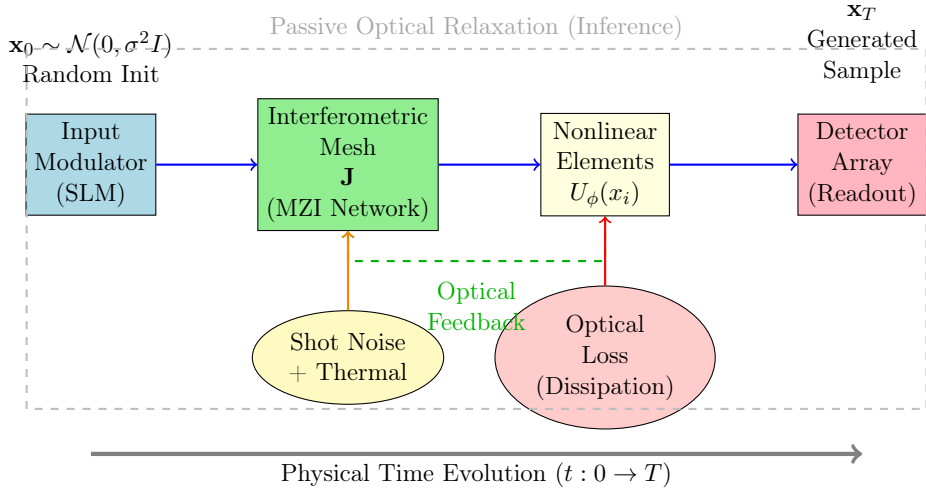 Passive Optical Relaxation (Inference)
x₀ ∼ 𝒩(0, σ²I)
Random Init
x_T
Generated
Sample
Input
Modulator
(SLM)
Interferometric
Mesh
J
(MZI Network)
Nonlinear
Elements
U_ϕ(x_i)
Detector
Array
(Readout)
Optical
Feedback
Shot Noise
+ Thermal
Optical
Loss
(Dissipation)
Physical Time Evolution (t : 0 → T)